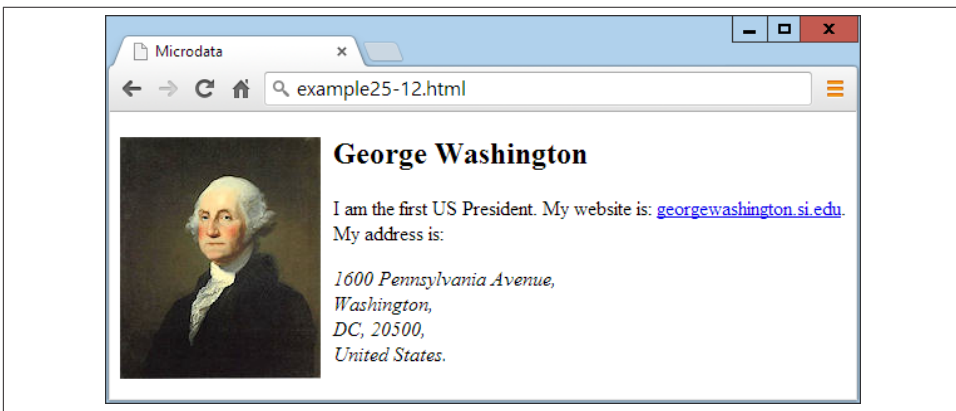 Microdata
example25-12.html
George Washington
I am the first US President. My website is: georgewashington.si.edu.
My address is:
1600 Pennsylvania Avenue,
Washington,
DC, 20500,
United States.